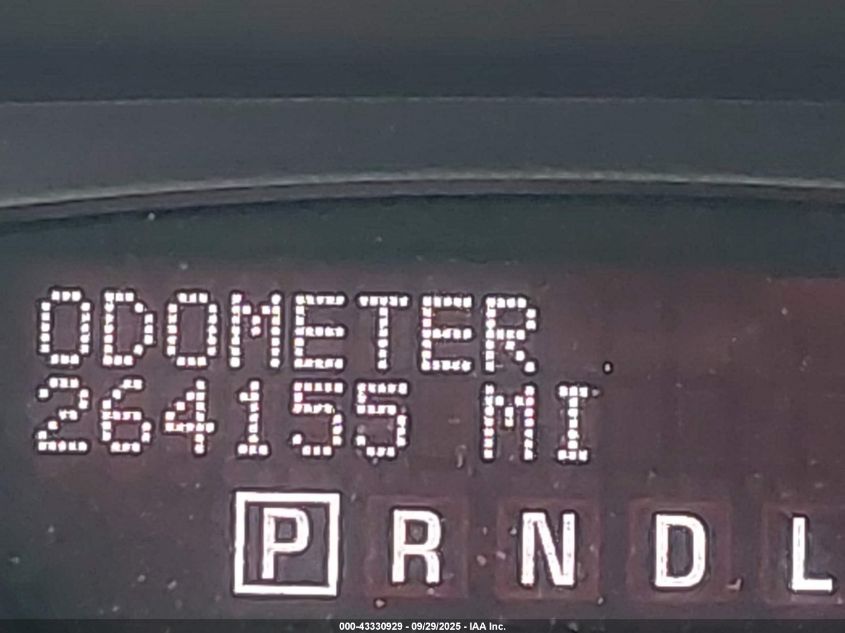 ODOMETER
264155 MI
P R N D L
000-43330929 - 09/29/2025 - IAA Inc.